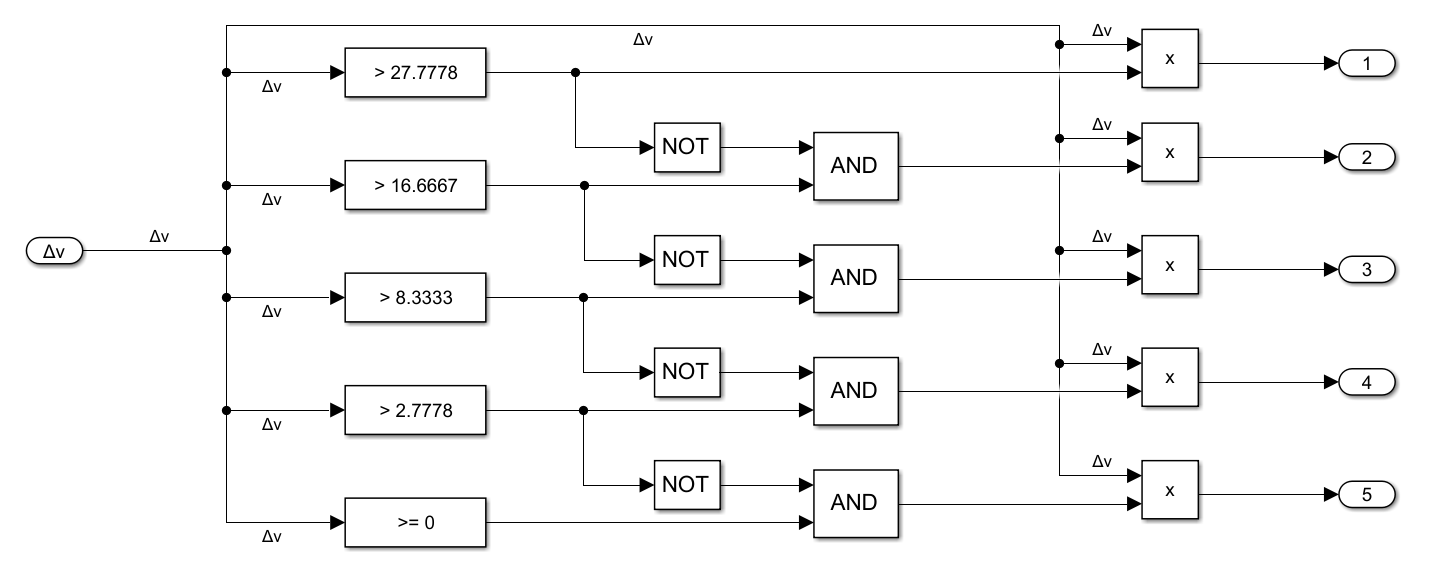 Δv
Δv
x
1
> 27.7778
Δv
Δv
NOT
AND
x
2
> 16.6667
Δv
Δv
Δv
Δv
NOT
AND
x
3
> 8.3333
Δv
Δv
NOT
AND
x
4
> 2.7778
Δv
Δv
NOT
AND
x
5
>= 0
Δv